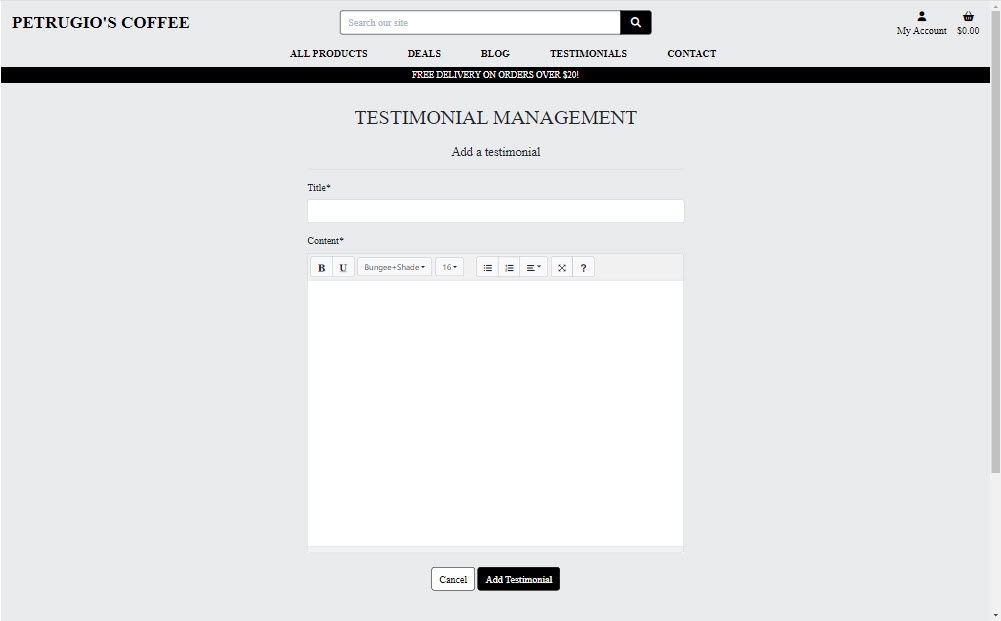 PETRUGIO'S COFFEE
Search our site
My Account
$0.00
ALL PRODUCTS DEALS BLOG TESTIMONIALS CONTACT
FREE DELIVERY ON ORDERS OVER $20!
TESTIMONIAL MANAGEMENT
Add a testimonial
Title*
Content*
B U Bungee+Shade 16 ?
Cancel Add Testimonial